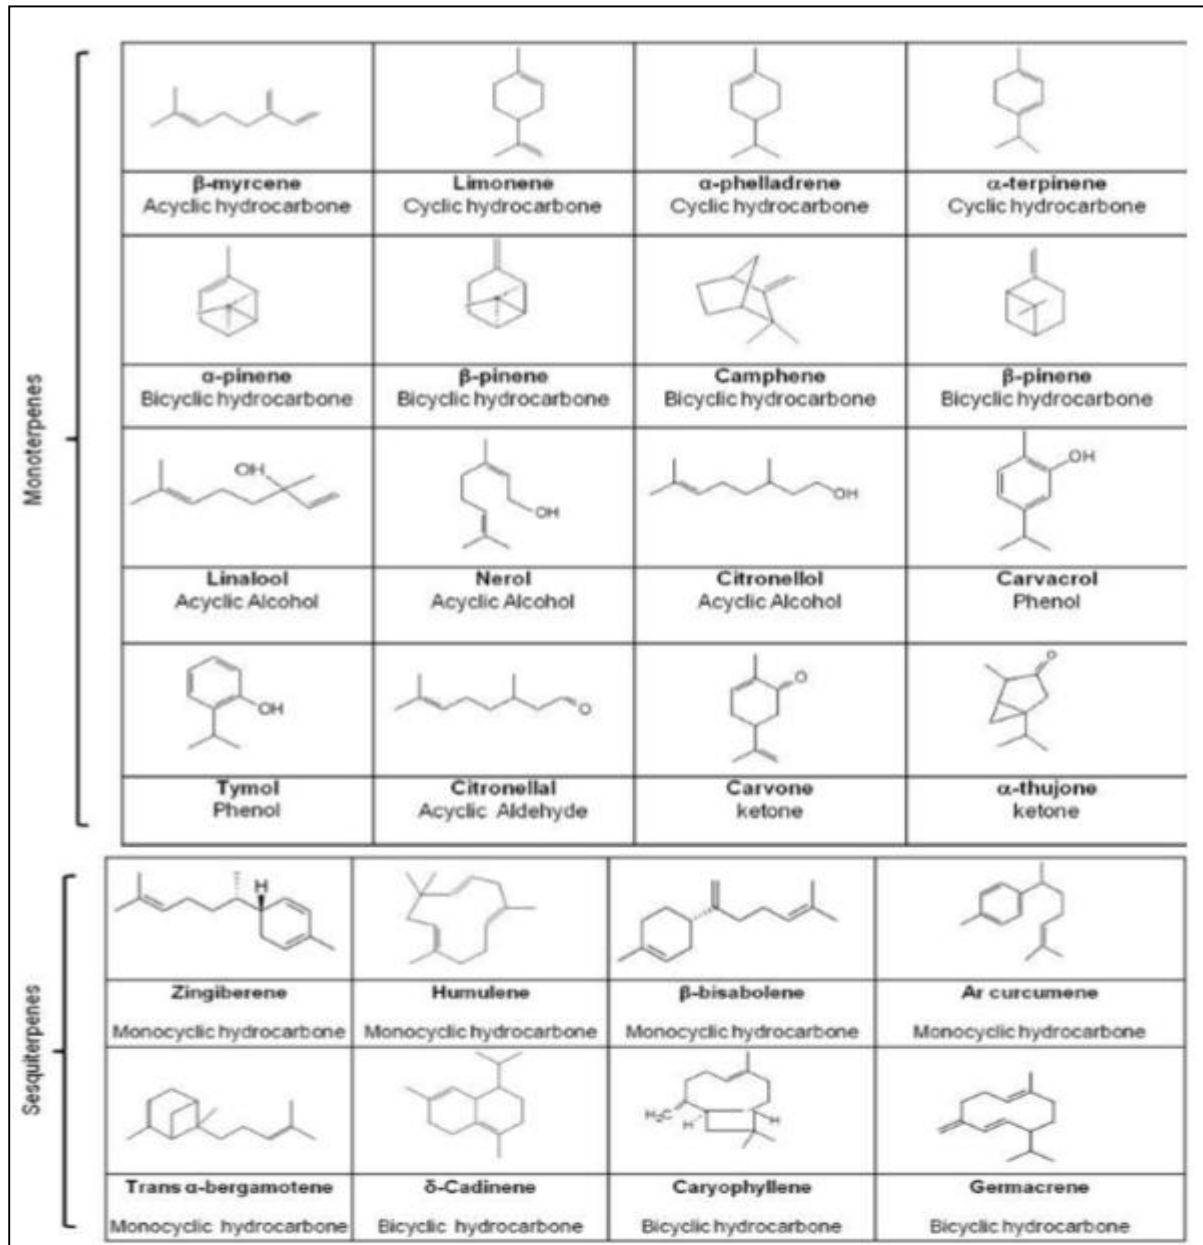 Monoterpenes
β-myrcene
Acyclic hydrocarbone
Limonene
Cyclic hydrocarbone
α-phelladrene
Cyclic hydrocarbone
α-terpinene
Cyclic hydrocarbone
α-pinene
Bicyclic hydrocarbone
β-pinene
Bicyclic hydrocarbone
Camphene
Bicyclic hydrocarbone
β-pinene
Bicyclic hydrocarbone
OH
Linalool
Acyclic Alcohol
OH
Nerol
Acyclic Alcohol
OH
Citronellol
Acyclic Alcohol
OH
Carvacrol
Phenol
OH
Tymol
Phenol
O
Citronellal
Acyclic Aldehyde
O
Carvone
ketone
O
α-thujone
ketone
Sesquiterpenes
H
Zingiberene
Monocyclic hydrocarbone
Humulene
Monocyclic hydrocarbone
β-bisabolene
Monocyclic hydrocarbone
Ar curcumene
Monocyclic hydrocarbone
Trans α-bergamotene
Monocyclic hydrocarbone
δ-Cadinene
Bicyclic hydrocarbone
H₂C
H
H
Caryophyllene
Bicyclic hydrocarbone
Germacrene
Bicyclic hydrocarbone